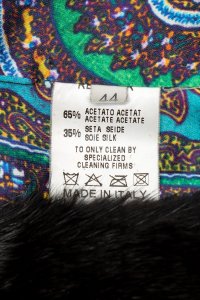 44
65% ACETATO ACETAT
ACETATE ACETATE
35% SETA SEIDE
SOIE SILK
TO ONLY CLEAN BY
SPECIALIZED
CLEANING FIRMS
MADE IN ITALY